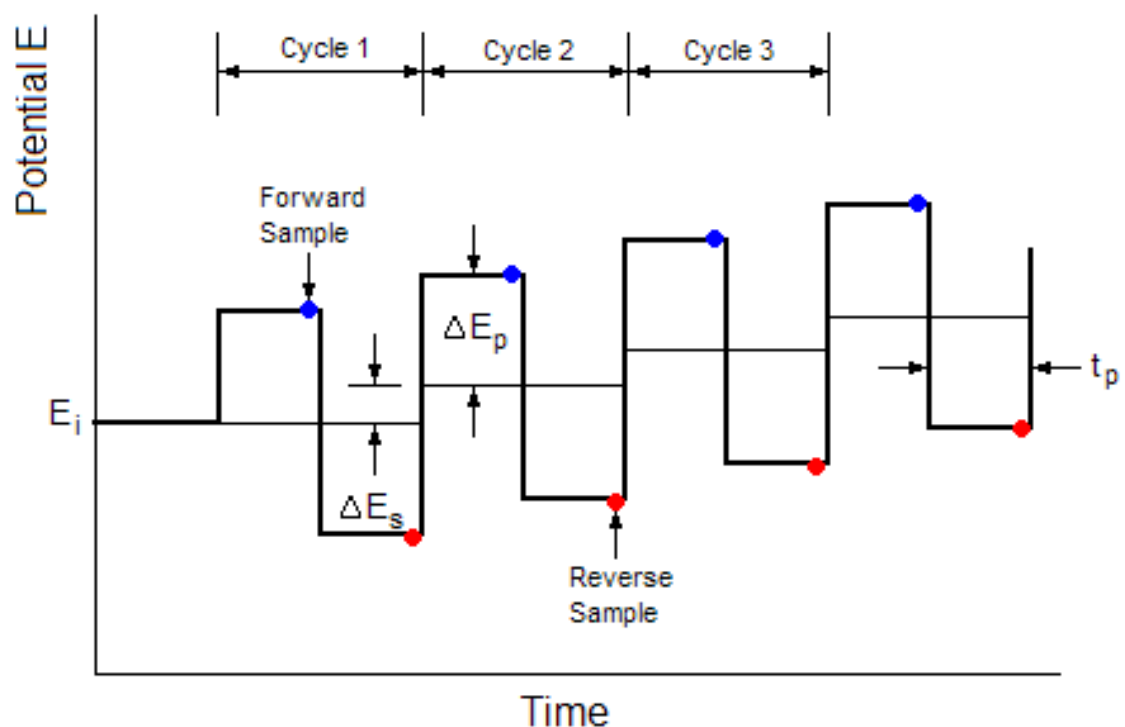 Potential E
Cycle 1
Cycle 2
Cycle 3
Forward
Sample
ΔEp
tp
Ei
ΔEs
Reverse
Sample
Time